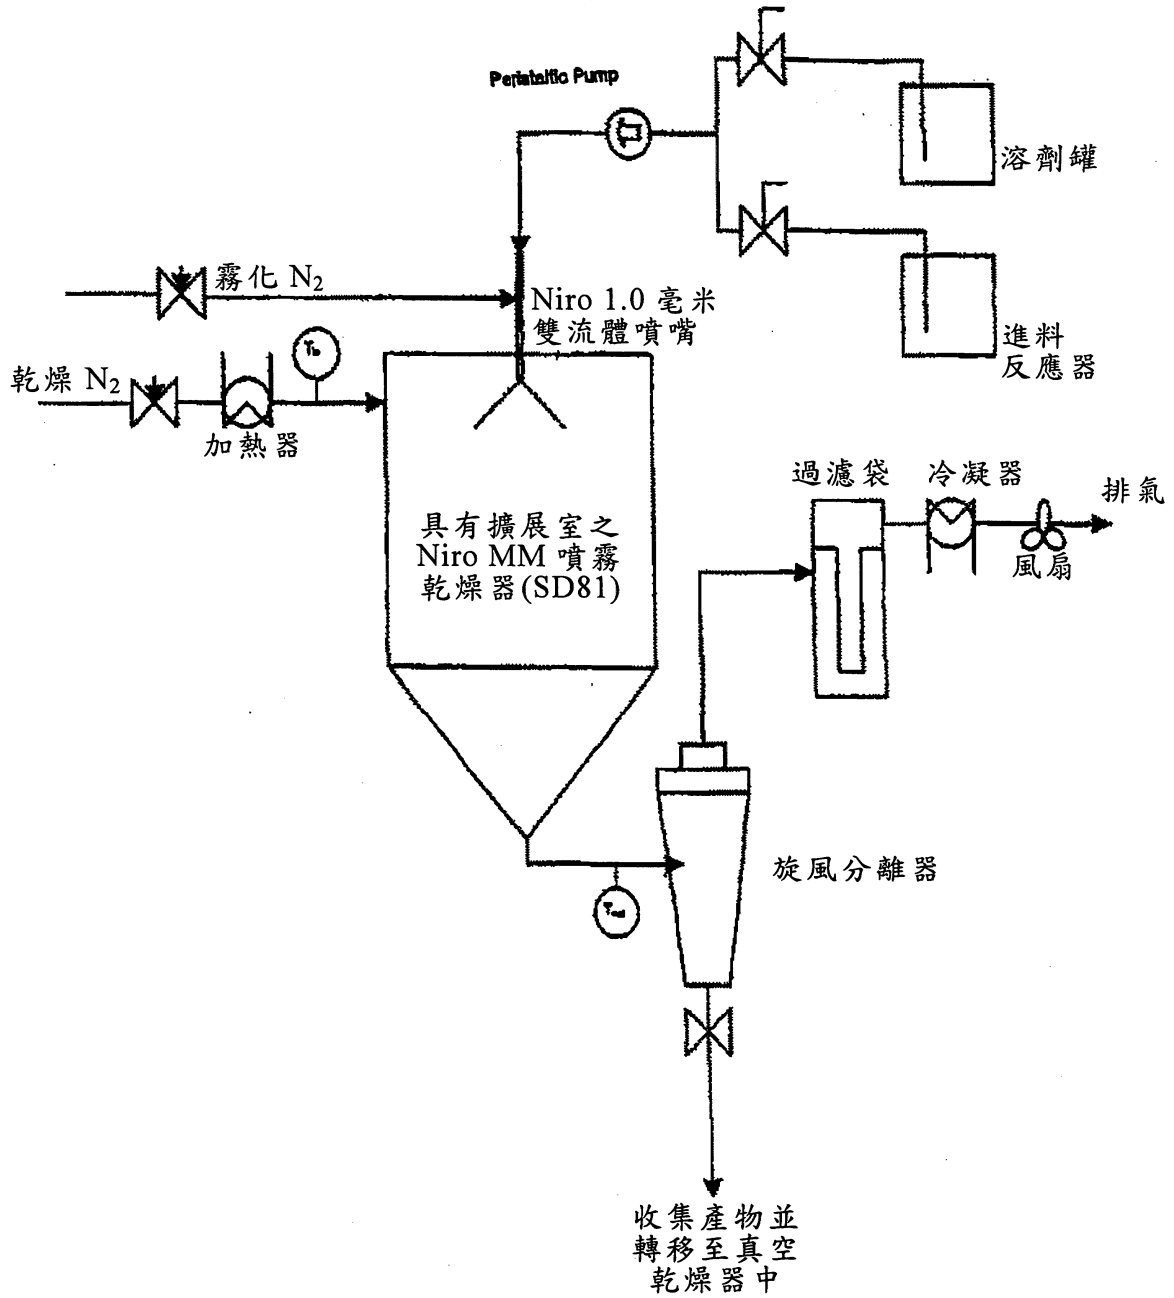 Peristaltic Pump
溶劑罐
霧化 N₂
Niro 1.0 毫米
雙流體噴嘴
進料
反應器
乾燥 N₂
加熱器
過濾袋
冷凝器
排氣
風扇
具有擴展室之
Niro MM 噴霧
乾燥器(SD81)
旋風分離器
收集產物並
轉移至真空
乾燥器中